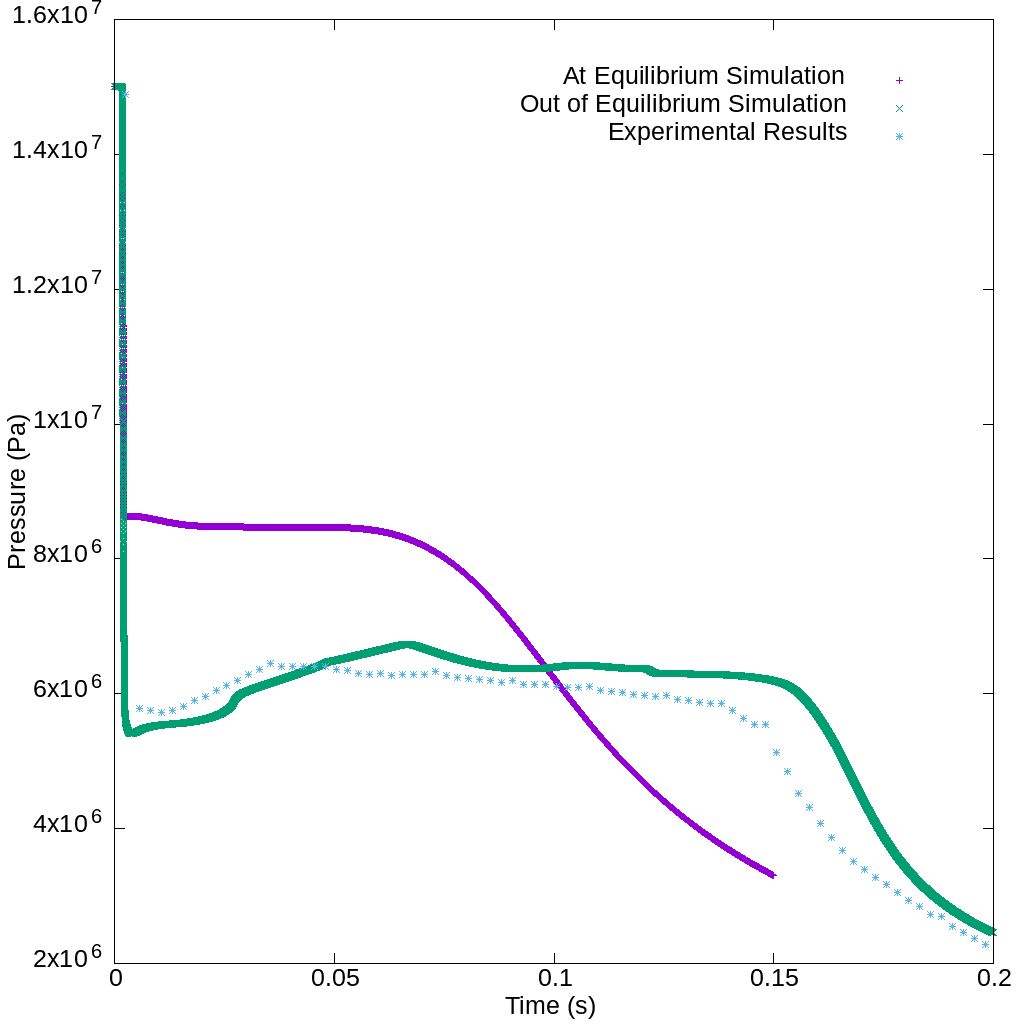 1.6x10^7
1.4x10^7
1.2x10^7
1x10^7
8x10^6
6x10^6
4x10^6
2x10^6
Pressure (Pa)
At Equilibrium Simulation
Out of Equilibrium Simulation
Experimental Results
0 0.05 0.1 0.15 0.2
Time (s)